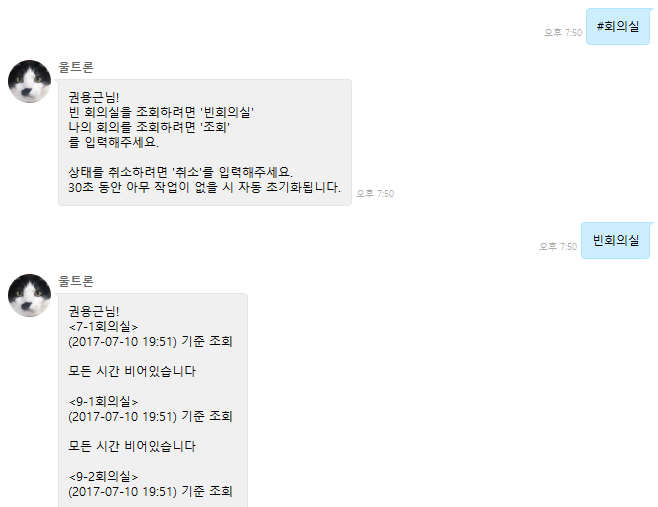 #회의실
오후 7:50
울트론
권용근님!
빈 회의실을 조회하려면 '빈회의실'
나의 회의를 조회하려면 '조회'
를 입력해주세요.
상태를 취소하려면 '취소'를 입력해주세요.
30초 동안 아무 작업이 없을 시 자동 초기화됩니다.
오후 7:50
빈회의실
오후 7:50
울트론
권용근님!
<7-1회의실>
(2017-07-10 19:51) 기준 조회
모든 시간 비어있습니다
<9-1회의실>
(2017-07-10 19:51) 기준 조회
모든 시간 비어있습니다
<9-2회의실>
(2017-07-10 19:51) 기준 조회